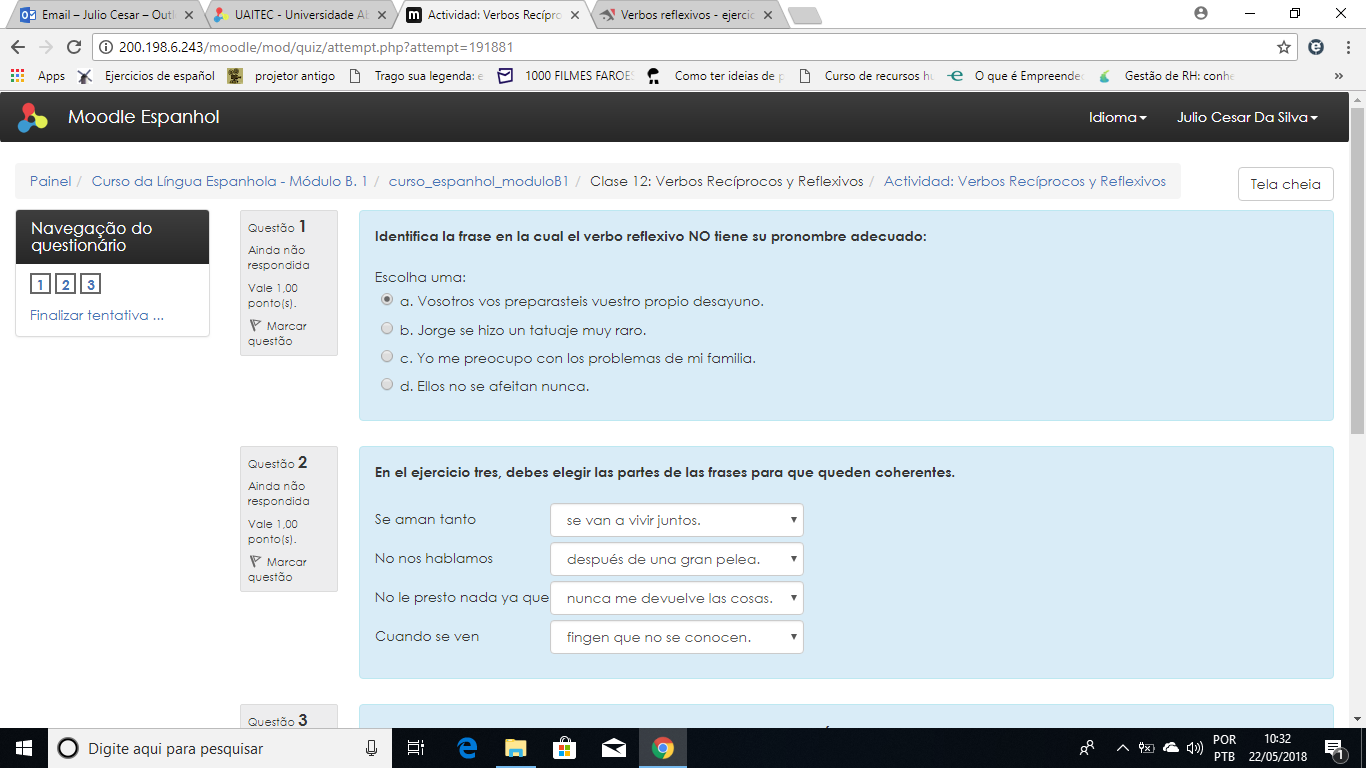 Email – Julio Cesar – Outl
UAITEC - Universidade Ab
Actividad: Verbos Recípro
Verbos reflexivos - ejercic
200.198.6.243/moodle/mod/quiz/attempt.php?attempt=191881
Apps
Ejercicios de español
projetor antigo
Trago sua legenda: e
1000 FILMES FAROES
Como ter ideias de p
Curso de recursos hu
O que é Empreended
Gestão de RH: conhe
»
Moodle Espanhol
Idioma
Julio Cesar Da Silva
Painel / Curso da Língua Espanhola - Módulo B. 1 / curso_espanhol_moduloB1 / Clase 12: Verbos Recíprocos y Reflexivos / Actividad: Verbos Recíprocos y Reflexivos
Tela cheia
Navegação do
questionário
1 2 3
Finalizar tentativa ...
Questão 1
Ainda não
respondida
Vale 1,00
ponto(s).
Marcar
questão
Identifica la frase en la cual el verbo reflexivo NO tiene su pronombre adecuado:
Escolha uma:
a. Vosotros vos preparasteis vuestro propio desayuno.
b. Jorge se hizo un tatuaje muy raro.
c. Yo me preocupo con los problemas de mi familia.
d. Ellos no se afeitan nunca.
Questão 2
Ainda não
respondida
Vale 1,00
ponto(s).
Marcar
questão
En el ejercicio tres, debes elegir las partes de las frases para que queden coherentes.
Se aman tanto se van a vivir juntos.
No nos hablamos después de una gran pelea.
No le presto nada ya que nunca me devuelve las cosas.
Cuando se ven fingen que no se conocen.
Questão 3
Digite aqui para pesquisar
POR
PTB
10:32
22/05/2018
1